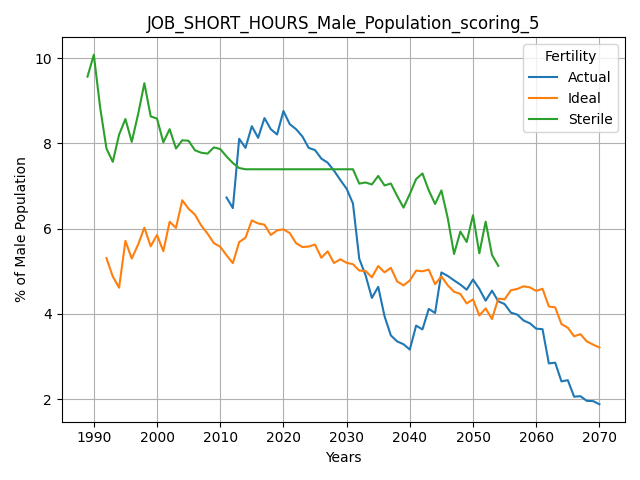 JOB_SHORT_HOURS_Male_Population_scoring_5
Fertility
Actual
Ideal
Sterile
% of Male Population
10
8
6
4
2
1990 2000 2010 2020 2030 2040 2050 2060 2070
Years